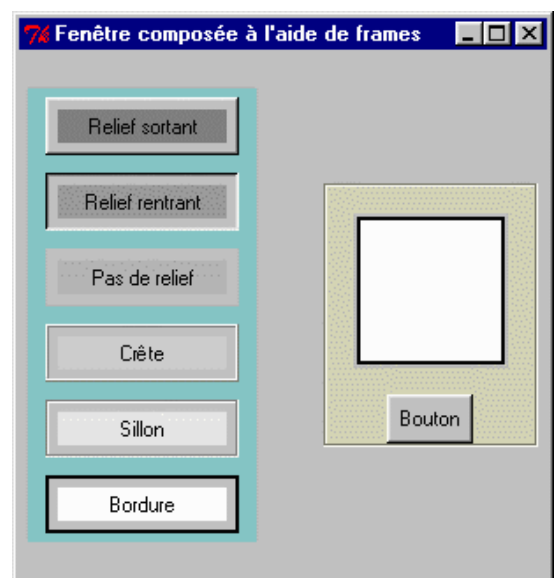 Fenêtre composée à l'aide de frames
Relief sortant
Relief rentrant
Pas de relief
Crête
Sillon
Bordure
Bouton